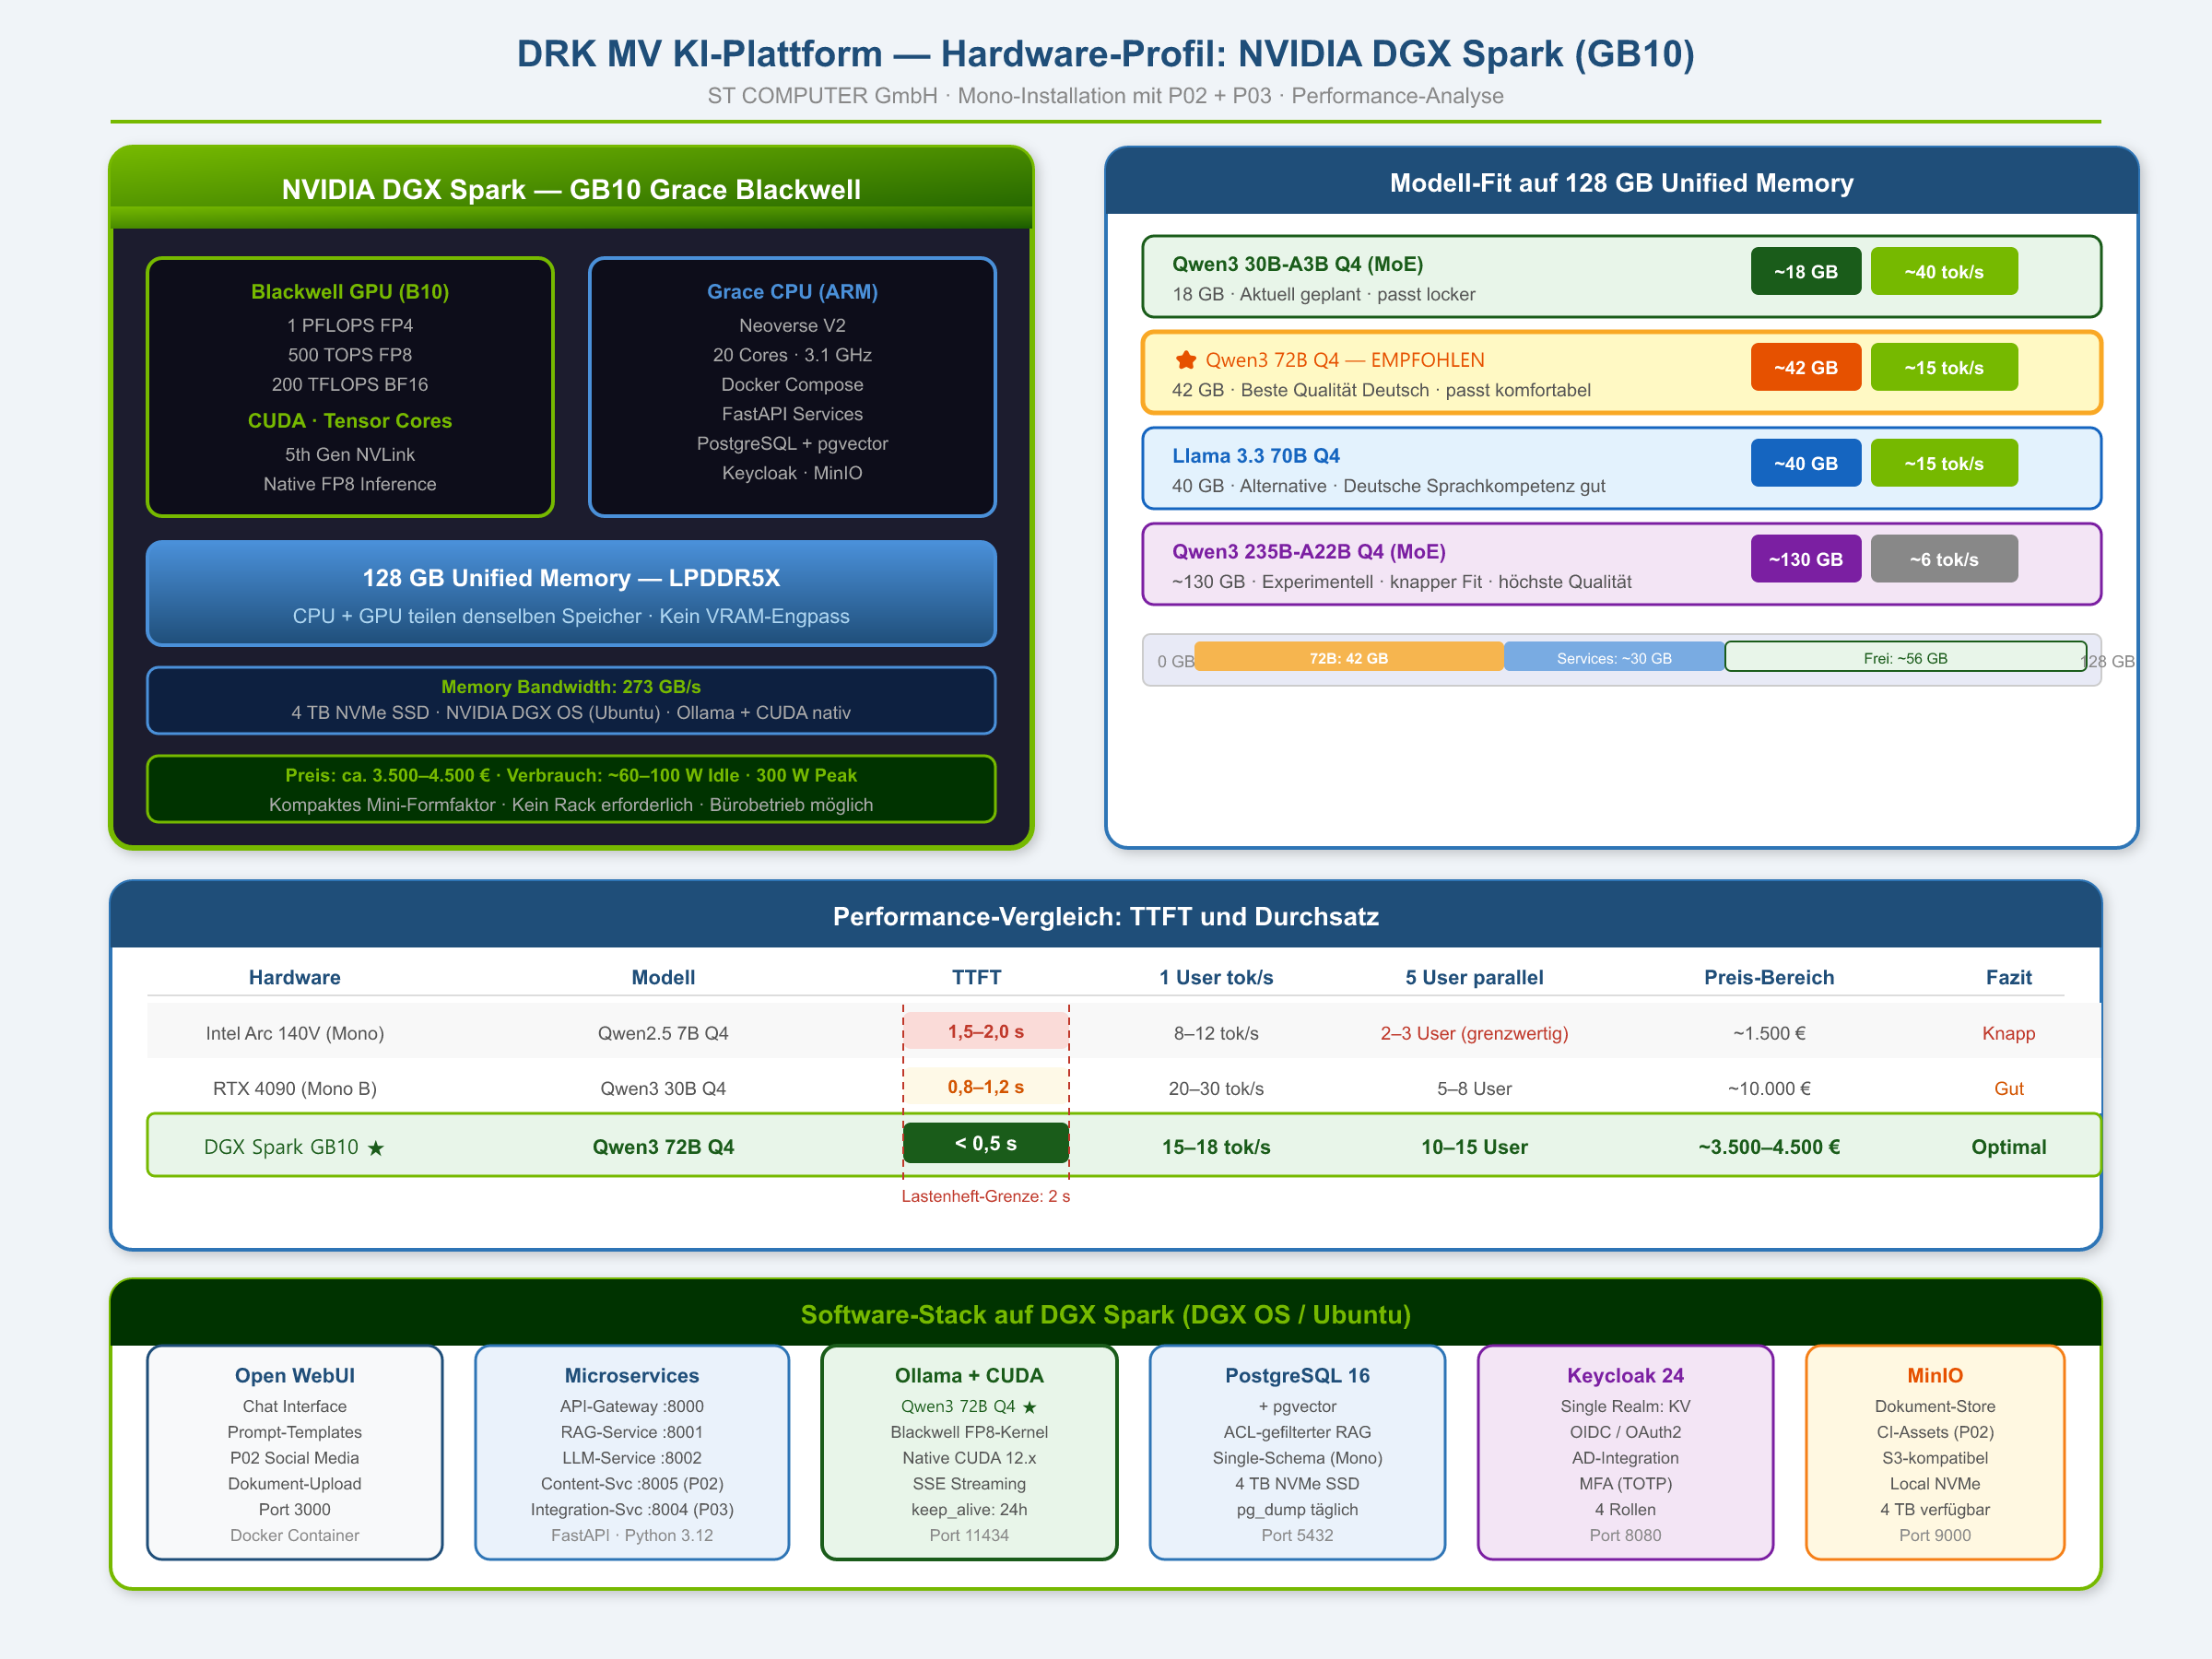 DRK MV KI-Plattform — Hardware-Profil: NVIDIA DGX Spark (GB10)
ST COMPUTER GmbH · Mono-Installation mit P02 + P03 · Performance-Analyse
NVIDIA DGX Spark — GB10 Grace Blackwell
Blackwell GPU (B10)
1 PFLOPS FP4
500 TOPS FP8
200 TFLOPS BF16
CUDA · Tensor Cores
5th Gen NVLink
Native FP8 Inference
Grace CPU (ARM)
Neoverse V2
20 Cores · 3.1 GHz
Docker Compose
FastAPI Services
PostgreSQL + pgvector
Keycloak · MinIO
128 GB Unified Memory — LPDDR5X
CPU + GPU teilen denselben Speicher · Kein VRAM-Engpass
Memory Bandwidth: 273 GB/s
4 TB NVMe SSD · NVIDIA DGX OS (Ubuntu) · Ollama + CUDA nativ
Preis: ca. 3.500–4.500 € · Verbrauch: ~60–100 W Idle · 300 W Peak
Kompaktes Mini-Formfaktor · Kein Rack erforderlich · Bürobetrieb möglich
Modell-Fit auf 128 GB Unified Memory
Qwen3 30B-A3B Q4 (MoE)
18 GB · Aktuell geplant · passt locker
~18 GB
~40 tok/s
★ Qwen3 72B Q4 — EMPFOHLEN
42 GB · Beste Qualität Deutsch · passt komfortabel
~42 GB
~15 tok/s
Llama 3.3 70B Q4
40 GB · Alternative · Deutsche Sprachkompetenz gut
~40 GB
~15 tok/s
Qwen3 235B-A22B Q4 (MoE)
~130 GB · Experimentell · knapper Fit · höchste Qualität
~130 GB
~6 tok/s
0 GB
72B: 42 GB
Services: ~30 GB
Frei: ~56 GB
128 GB
Performance-Vergleich: TTFT und Durchsatz
Hardware Modell TTFT 1 User tok/s 5 User parallel Preis-Bereich Fazit
Intel Arc 140V (Mono) Qwen2.5 7B Q4 1,5–2,0 s 8–12 tok/s 2–3 User (grenzwertig) ~1.500 € Knapp
RTX 4090 (Mono B) Qwen3 30B Q4 0,8–1,2 s 20–30 tok/s 5–8 User ~10.000 € Gut
DGX Spark GB10 ★ Qwen3 72B Q4 < 0,5 s 15–18 tok/s 10–15 User ~3.500–4.500 € Optimal
Lastenheft-Grenze: 2 s
Software-Stack auf DGX Spark (DGX OS / Ubuntu)
Open WebUI
Chat Interface
Prompt-Templates
P02 Social Media
Dokument-Upload
Port 3000
Docker Container
Microservices
API-Gateway :8000
RAG-Service :8001
LLM-Service :8002
Content-Svc :8005 (P02)
Integration-Svc :8004 (P03)
FastAPI · Python 3.12
Ollama + CUDA
Qwen3 72B Q4 ★
Blackwell FP8-Kernel
Native CUDA 12.x
SSE Streaming
keep_alive: 24h
Port 11434
PostgreSQL 16
+ pgvector
ACL-gefilterter RAG
Single-Schema (Mono)
4 TB NVMe SSD
pg_dump täglich
Port 5432
Keycloak 24
Single Realm: KV
OIDC / OAuth2
AD-Integration
MFA (TOTP)
4 Rollen
Port 8080
MinIO
Dokument-Store
CI-Assets (P02)
S3-kompatibel
Local NVMe
4 TB verfügbar
Port 9000